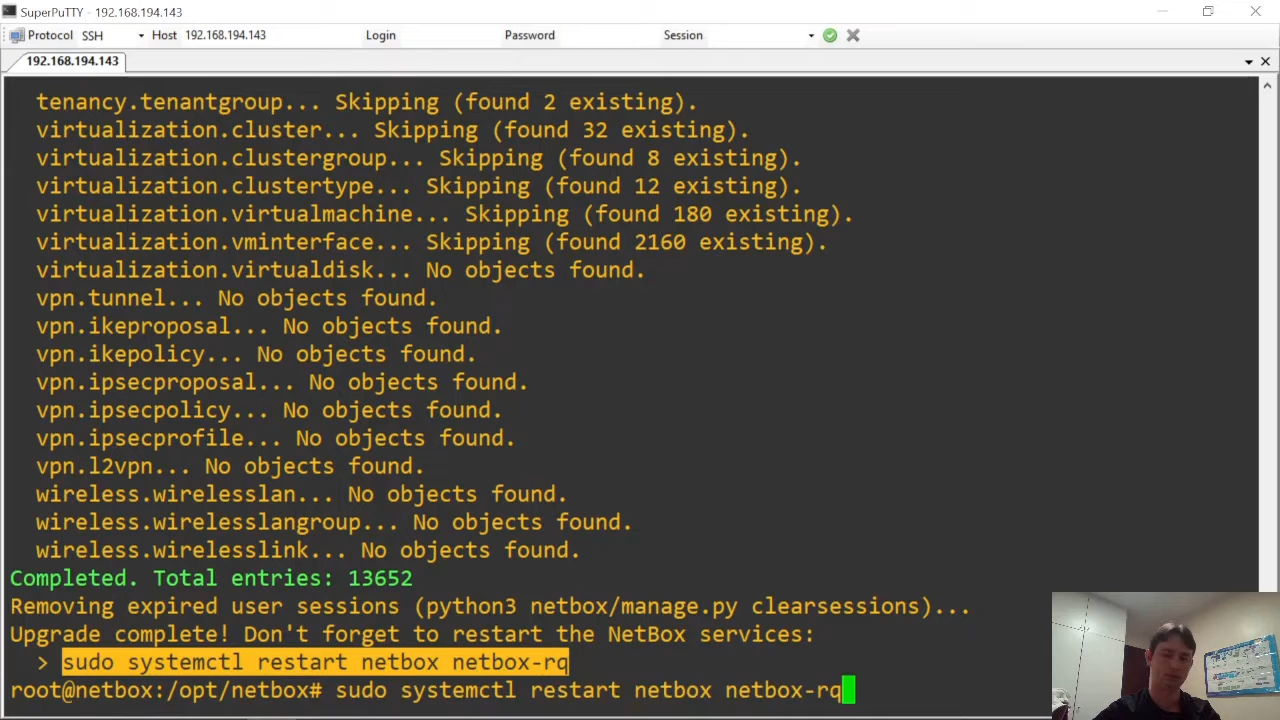 SuperPuTTY - 192.168.194.143
Protocol SSH Host 192.168.194.143 Login Password Session
192.168.194.143
tenancy.tenantgroup... Skipping (found 2 existing).
virtualization.cluster... Skipping (found 32 existing).
virtualization.clustergroup... Skipping (found 8 existing).
virtualization.clustertype... Skipping (found 12 existing).
virtualization.virtualmachine... Skipping (found 180 existing).
virtualization.vminterface... Skipping (found 2160 existing).
virtualization.virtualdisk... No objects found.
vpn.tunnel... No objects found.
vpn.ikeproposal... No objects found.
vpn.ikepolicy... No objects found.
vpn.ipsecproposal... No objects found.
vpn.ipsecpolicy... No objects found.
vpn.ipsecprofile... No objects found.
vpn.l2vpn... No objects found.
wireless.wirelesslan... No objects found.
wireless.wirelesslangroup... No objects found.
wireless.wirelesslink... No objects found.
Completed. Total entries: 13652
Removing expired user sessions (python3 netbox/manage.py clearsessions)...
Upgrade complete! Don't forget to restart the NetBox services:
> sudo systemctl restart netbox netbox-rq
root@netbox:/opt/netbox# sudo systemctl restart netbox netbox-rq